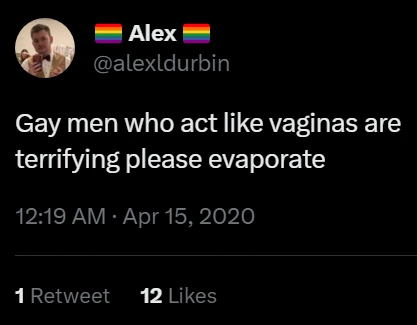 🏳️‍🌈 Alex 🏳️‍🌈
@alexldurbin
Gay men who act like vaginas are
terrifying please evaporate
12:19 AM · Apr 15, 2020
1 Retweet 12 Likes